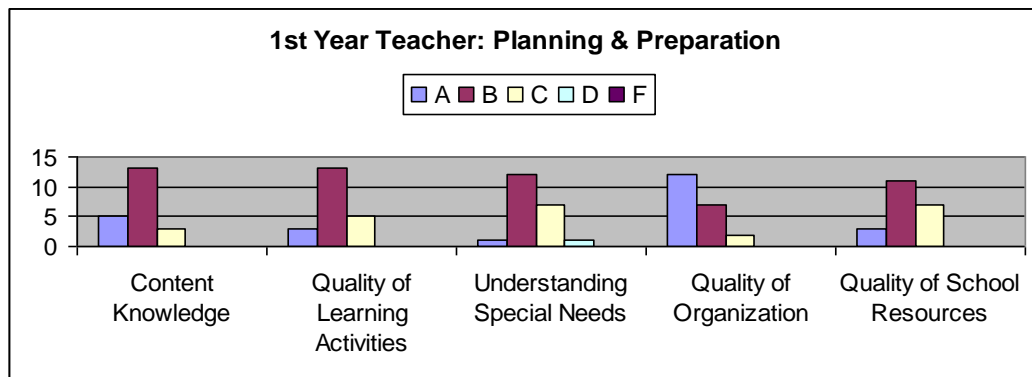 1st Year Teacher: Planning & Preparation
A B C D F
15
10
5
0
Content
Knowledge
Quality of
Learning
Activities
Understanding
Special Needs
Quality of
Organization
Quality of School
Resources